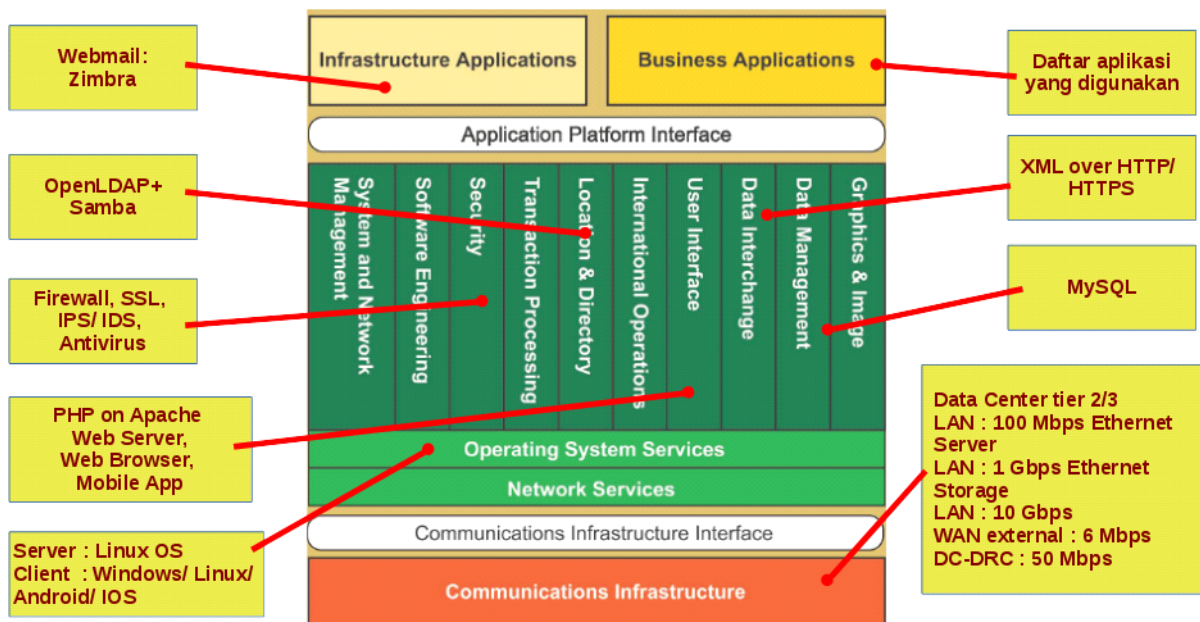 Webmail:
Zimbra
OpenLDAP+
Samba
Firewall, SSL,
IPS/ IDS,
Antivirus
PHP on Apache
Web Server,
Web Browser,
Mobile App
Server : Linux OS
Client : Windows/ Linux/
Android/ IOS
Infrastructure Applications
Business Applications
Application Platform Interface
System and Network
Management
Software Engineering
Security
Transaction Processing
Location & Directory
International Operations
User Interface
Data Interchange
Data Management
Graphics & Image
Operating System Services
Network Services
Communications Infrastructure Interface
Communications Infrastructure
Daftar aplikasi
yang digunakan
XML over HTTP/
HTTPS
MySQL
Data Center tier 2/3
LAN : 100 Mbps Ethernet
Server
LAN : 1 Gbps Ethernet
Storage
LAN : 10 Gbps
WAN external : 6 Mbps
DC-DRC : 50 Mbps